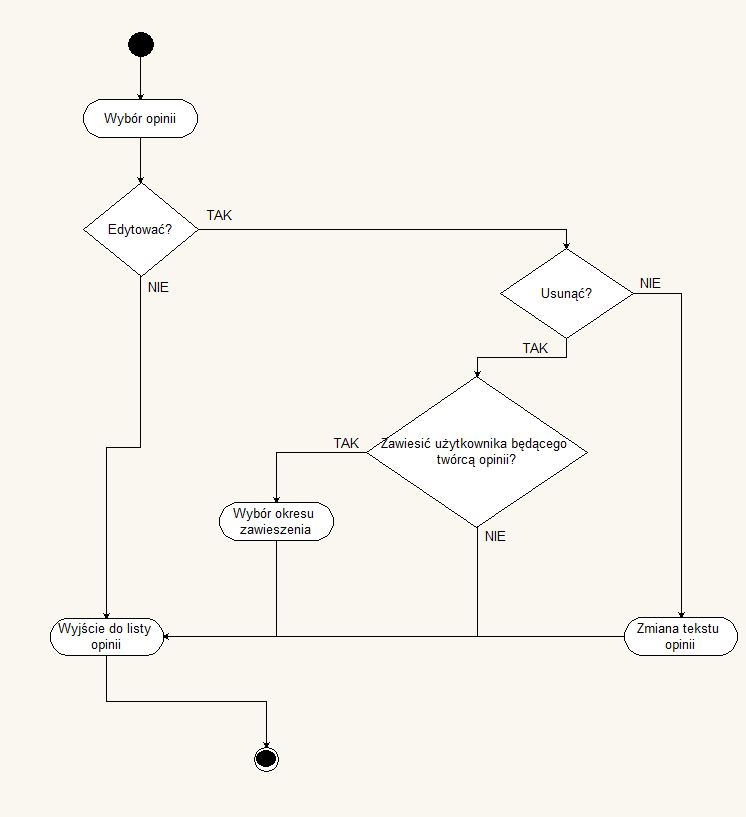 Wybór opinii
Edytować?
TAK
NIE
Usunąć?
NIE
TAK
Zawiesić użytkownika będącego
twórcą opinii?
TAK
NIE
Wybór okresu
zawieszenia
Wyjście do listy
opinii
Zmiana tekstu
opinii